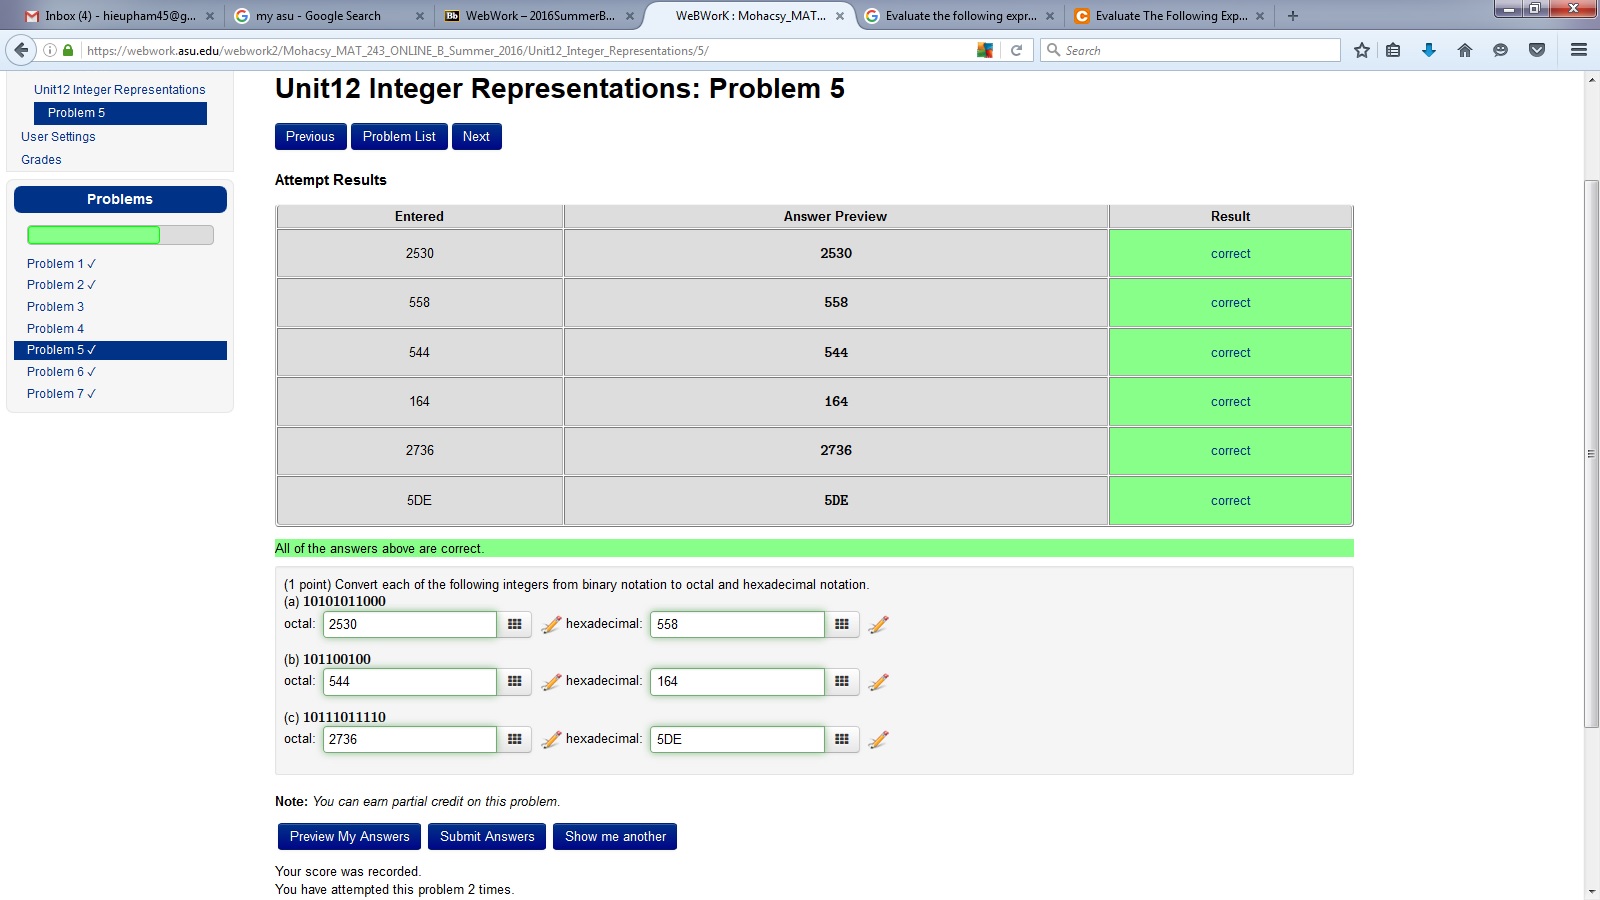 Inbox (4) - hieupham45@g...
my asu - Google Search
Bb WebWork – 2016SummerB...
WeBWorK : Mohacsy_MAT...
Evaluate the following expr...
Evaluate The Following Exp...
https://webwork.asu.edu/webwork2/Mohacsy_MAT_243_ONLINE_B_Summer_2016/Unit12_Integer_Representations/5/
Search
Unit12 Integer Representations
Problem 5
User Settings
Grades
Problems
Problem 1 ✓
Problem 2 ✓
Problem 3
Problem 4
Problem 5 ✓
Problem 6 ✓
Problem 7 ✓
Unit12 Integer Representations: Problem 5
Previous Problem List Next
Attempt Results
Entered Answer Preview Result
2530 2530 correct
558 558 correct
544 544 correct
164 164 correct
2736 2736 correct
5DE 5DE correct
All of the answers above are correct.
(1 point) Convert each of the following integers from binary notation to octal and hexadecimal notation.
(a) 10101011000
octal: 2530 hexadecimal: 558
(b) 101100100
octal: 544 hexadecimal: 164
(c) 10111011110
octal: 2736 hexadecimal: 5DE
Note: You can earn partial credit on this problem.
Preview My Answers Submit Answers Show me another
Your score was recorded.
You have attempted this problem 2 times.